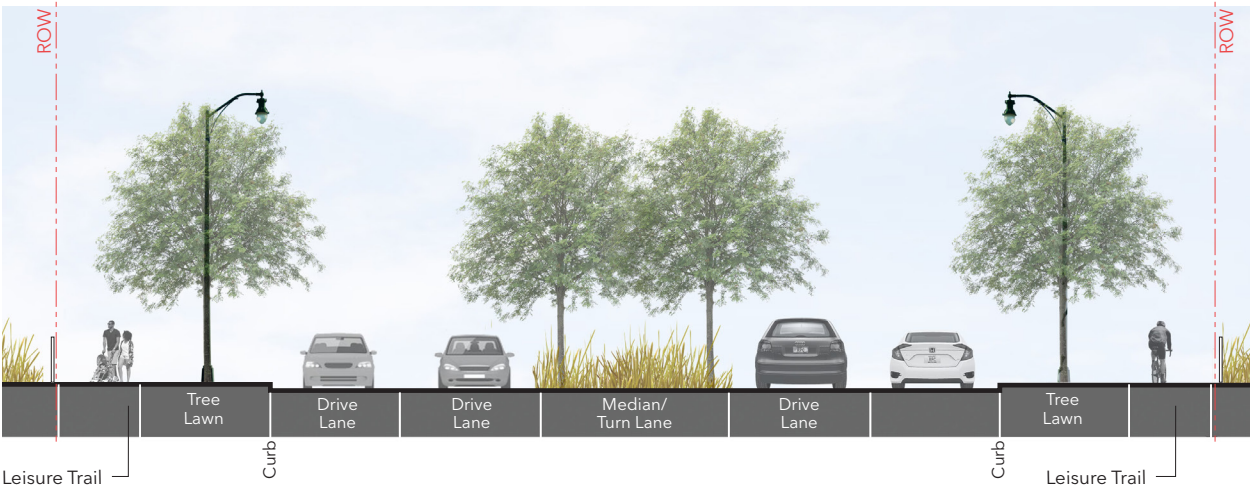 ROW
ROW
Tree
Lawn
Drive
Lane
Drive
Lane
Median/
Turn Lane
Drive
Lane
Tree
Lawn
Curb
Curb
Leisure Trail
Leisure Trail